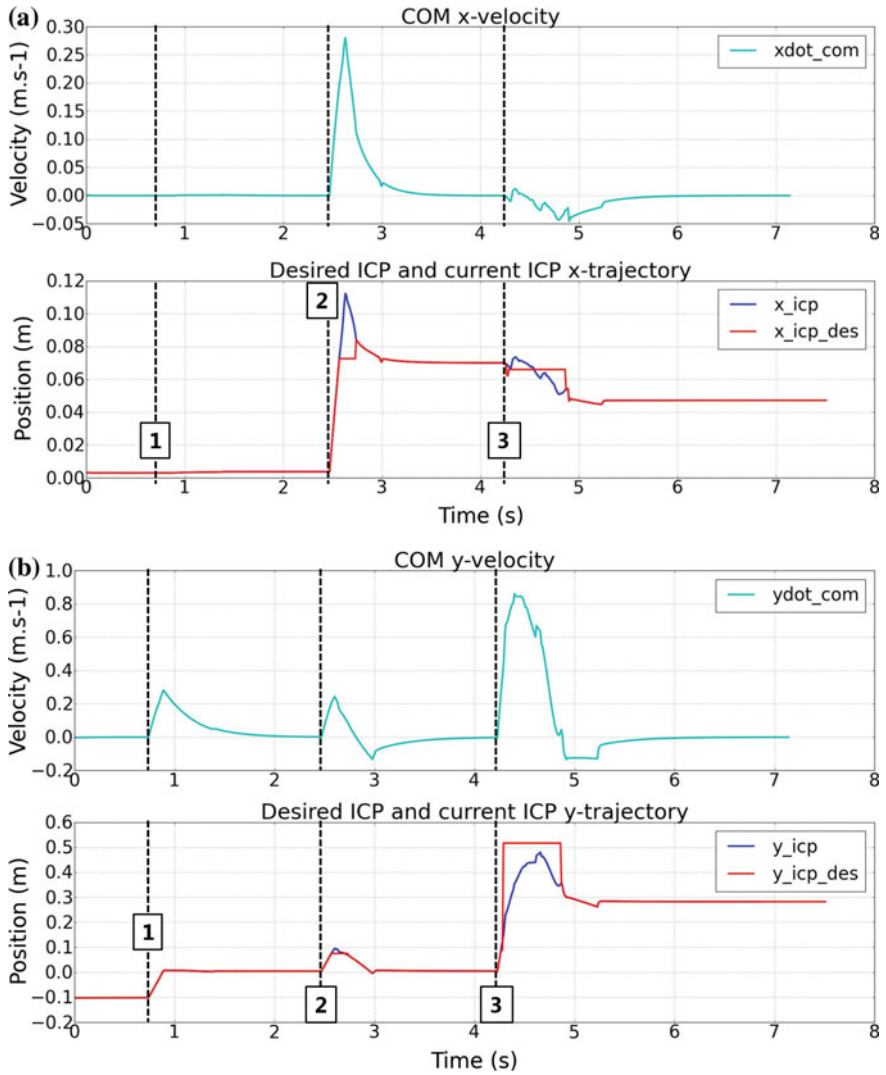 (a)
COM x-velocity
Velocity (m.s-1)
0.30
0.25
0.20
0.15
0.10
0.05
0.00
−0.05
xdot_com
0 1 2 3 4 5 6 7 8
Desired ICP and current ICP x-trajectory
Position (m)
0.12
0.10
0.08
0.06
0.04
0.02
0.00
x_icp
x_icp_des
1
2
3
0 1 2 3 4 5 6 7 8
Time (s)
(b)
COM y-velocity
Velocity (m.s-1)
1.0
0.8
0.6
0.4
0.2
0.0
−0.2
ydot_com
0 1 2 3 4 5 6 7 8
Desired ICP and current ICP y-trajectory
Position (m)
0.6
0.5
0.4
0.3
0.2
0.1
0.0
−0.1
−0.2
y_icp
y_icp_des
1
2
3
0 1 2 3 4 5 6 7 8
Time (s)